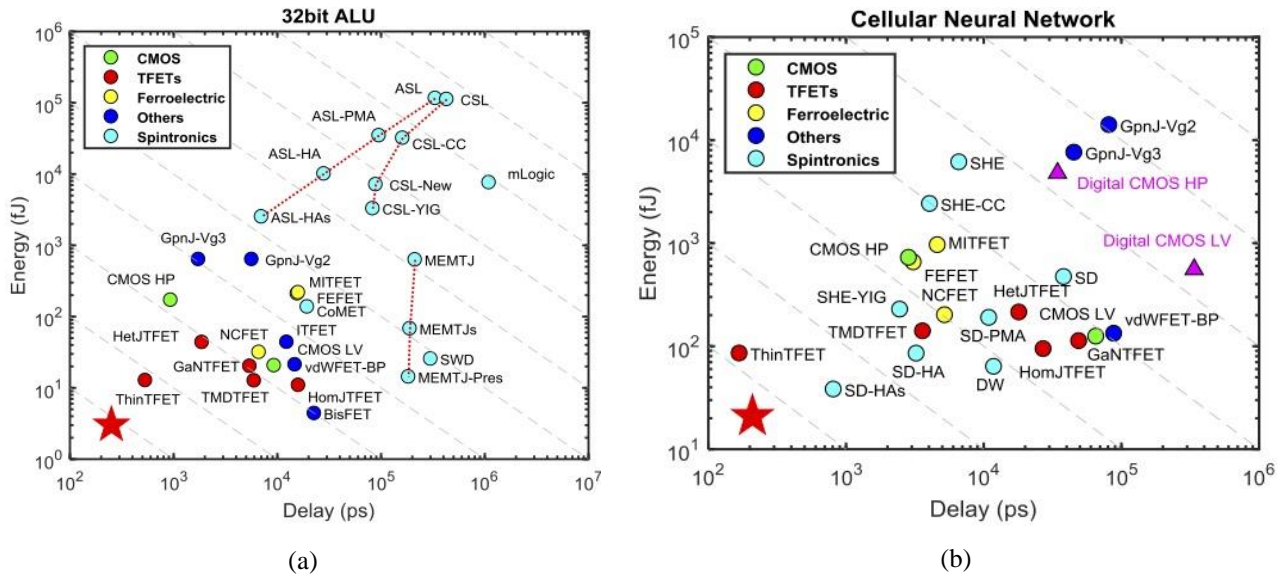 32bit ALU
10^6
10^5
10^4
10^3
10^2
10^1
10^0
Energy (fJ)
CMOS
TFETs
Ferroelectric
Others
Spintronics
ASL
CSL
ASL-PMA
CSL-CC
ASL-HA
mLogic
CSL-New
ASL-HAs
CSL-YIG
GpnJ-Vg3
GpnJ-Vg2
MEMTJ
CMOS HP
MITFET
FEFET
CoMET
HetJTFET
NCFET
ITFET
MEMTJs
CMOS LV
GaNTFET
vdWFET-BP
SWD
MEMTJ-Pres
ThinTFET
TMDTFET
HomJTFET
BisFET
10^2
10^3
10^4
10^5
10^6
10^7
Delay (ps)
(a)
Cellular Neural Network
10^5
10^4
10^3
10^2
10^1
Energy (fJ)
CMOS
TFETs
Ferroelectric
Others
Spintronics
GpnJ-Vg2
GpnJ-Vg3
SHE
Digital CMOS HP
SHE-CC
CMOS HP
MITFET
Digital CMOS LV
FEFET
SD
SHE-YIG
NCFET
HetJTFET
TMDTFET
SD-PMA
CMOS LV
vdWFET-BP
ThinTFET
GaNTFET
SD-HA
HomJTFET
SD-HAs
DW
10^2
10^3
10^4
10^5
10^6
Delay (ps)
(b)